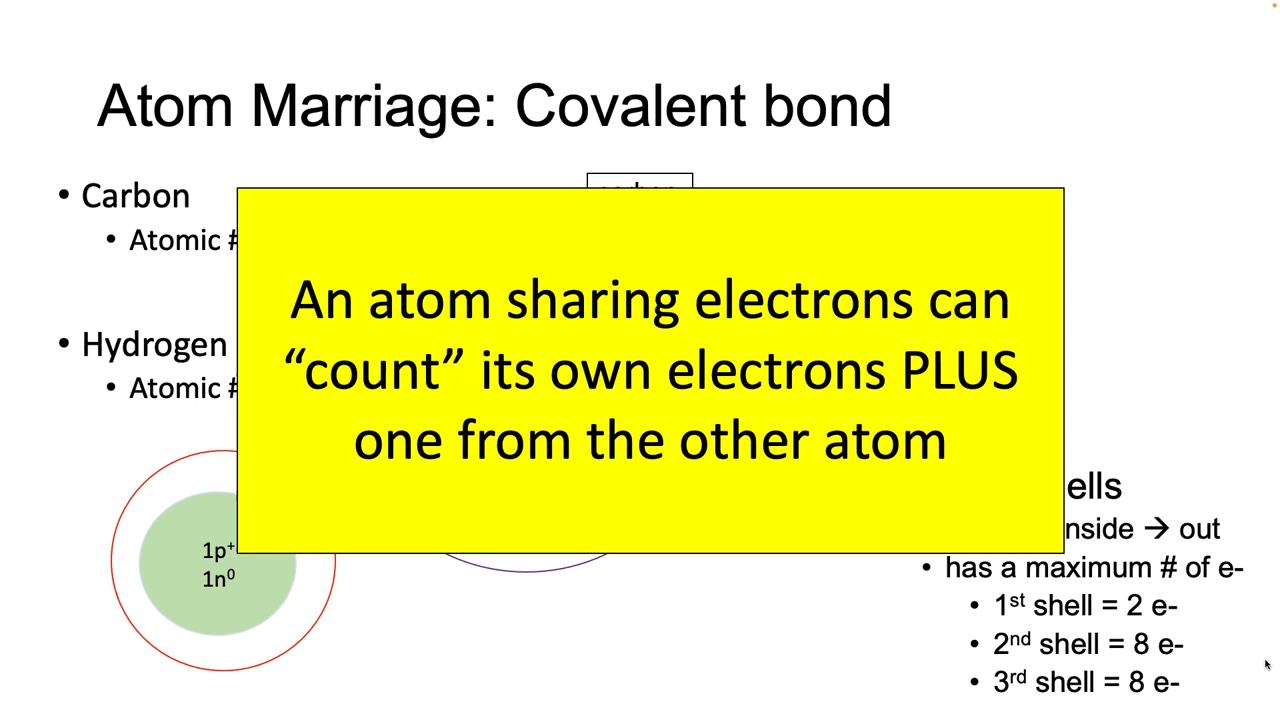 Atom Marriage: Covalent bond
• Carbon
• Atomic #
• Hydrogen
• Atomic #
An atom sharing electrons can
“count” its own electrons PLUS
one from the other atom
1p⁺
1n⁰
ells
nside → out
• has a maximum # of e-
• 1ˢᵗ shell = 2 e-
• 2ⁿᵈ shell = 8 e-
• 3ʳᵈ shell = 8 e-